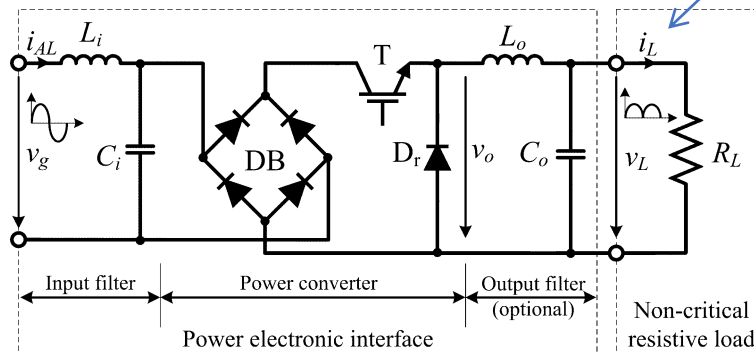 i_AL
L_i
T
L_o
i_L
v_g
C_i
DB
D_r
v_o
C_o
v_L
R_L
Input filter
Power converter
Output filter
(optional)
Power electronic interface
Non-critical
resistive load